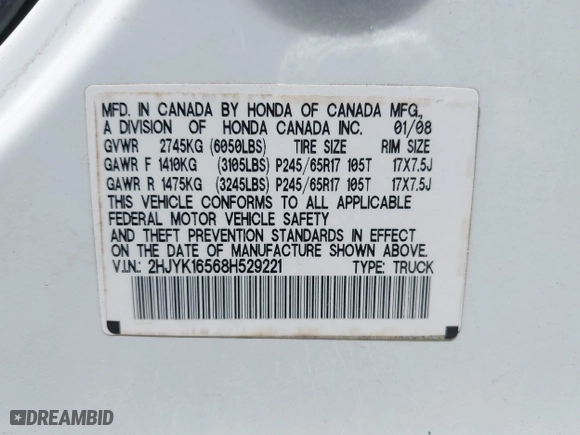 MFD. IN CANADA BY HONDA OF CANADA MFG.,
A DIVISION OF HONDA CANADA INC. 01/08
GVWR 2745KG (6050LBS) TIRE SIZE RIM SIZE
GAWR F 1410KG (3105LBS) P245/65R17 105T 17X7.5J
GAWR R 1475KG (3245LBS) P245/65R17 105T 17X7.5J
THIS VEHICLE CONFORMS TO ALL APPLICABLE
FEDERAL MOTOR VEHICLE SAFETY
AND THEFT PREVENTION STANDARDS IN EFFECT
ON THE DATE OF MANUFACTURE SHOWN ABOVE.
V.I.N.: 2HJYK16568H529221 TYPE: TRUCK
DREAMBID